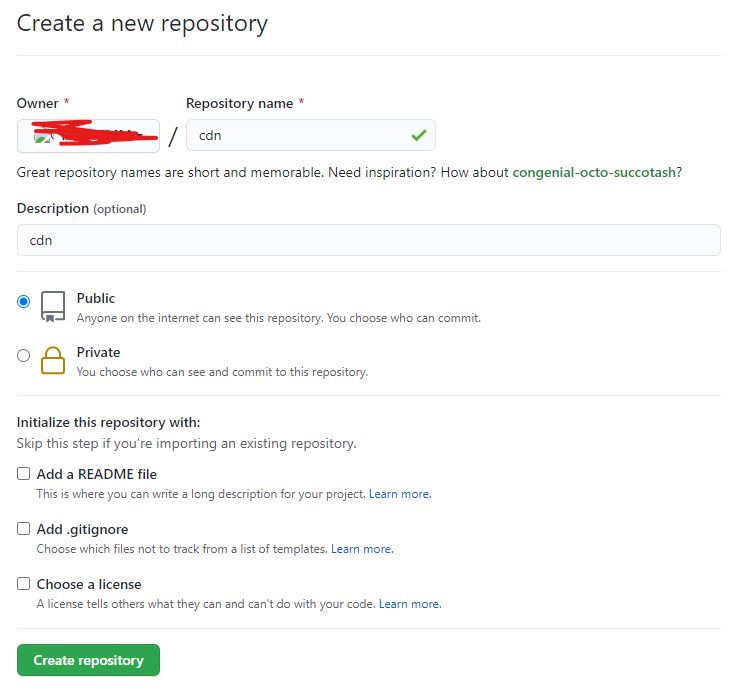 Create a new repository
Owner *
Repository name *
/
cdn
Great repository names are short and memorable. Need inspiration? How about congenial-octo-succotash?
Description (optional)
cdn
Public
Anyone on the internet can see this repository. You choose who can commit.
Private
You choose who can see and commit to this repository.
Initialize this repository with:
Skip this step if you're importing an existing repository.
Add a README file
This is where you can write a long description for your project. Learn more.
Add .gitignore
Choose which files not to track from a list of templates. Learn more.
Choose a license
A license tells others what they can and can't do with your code. Learn more.
Create repository